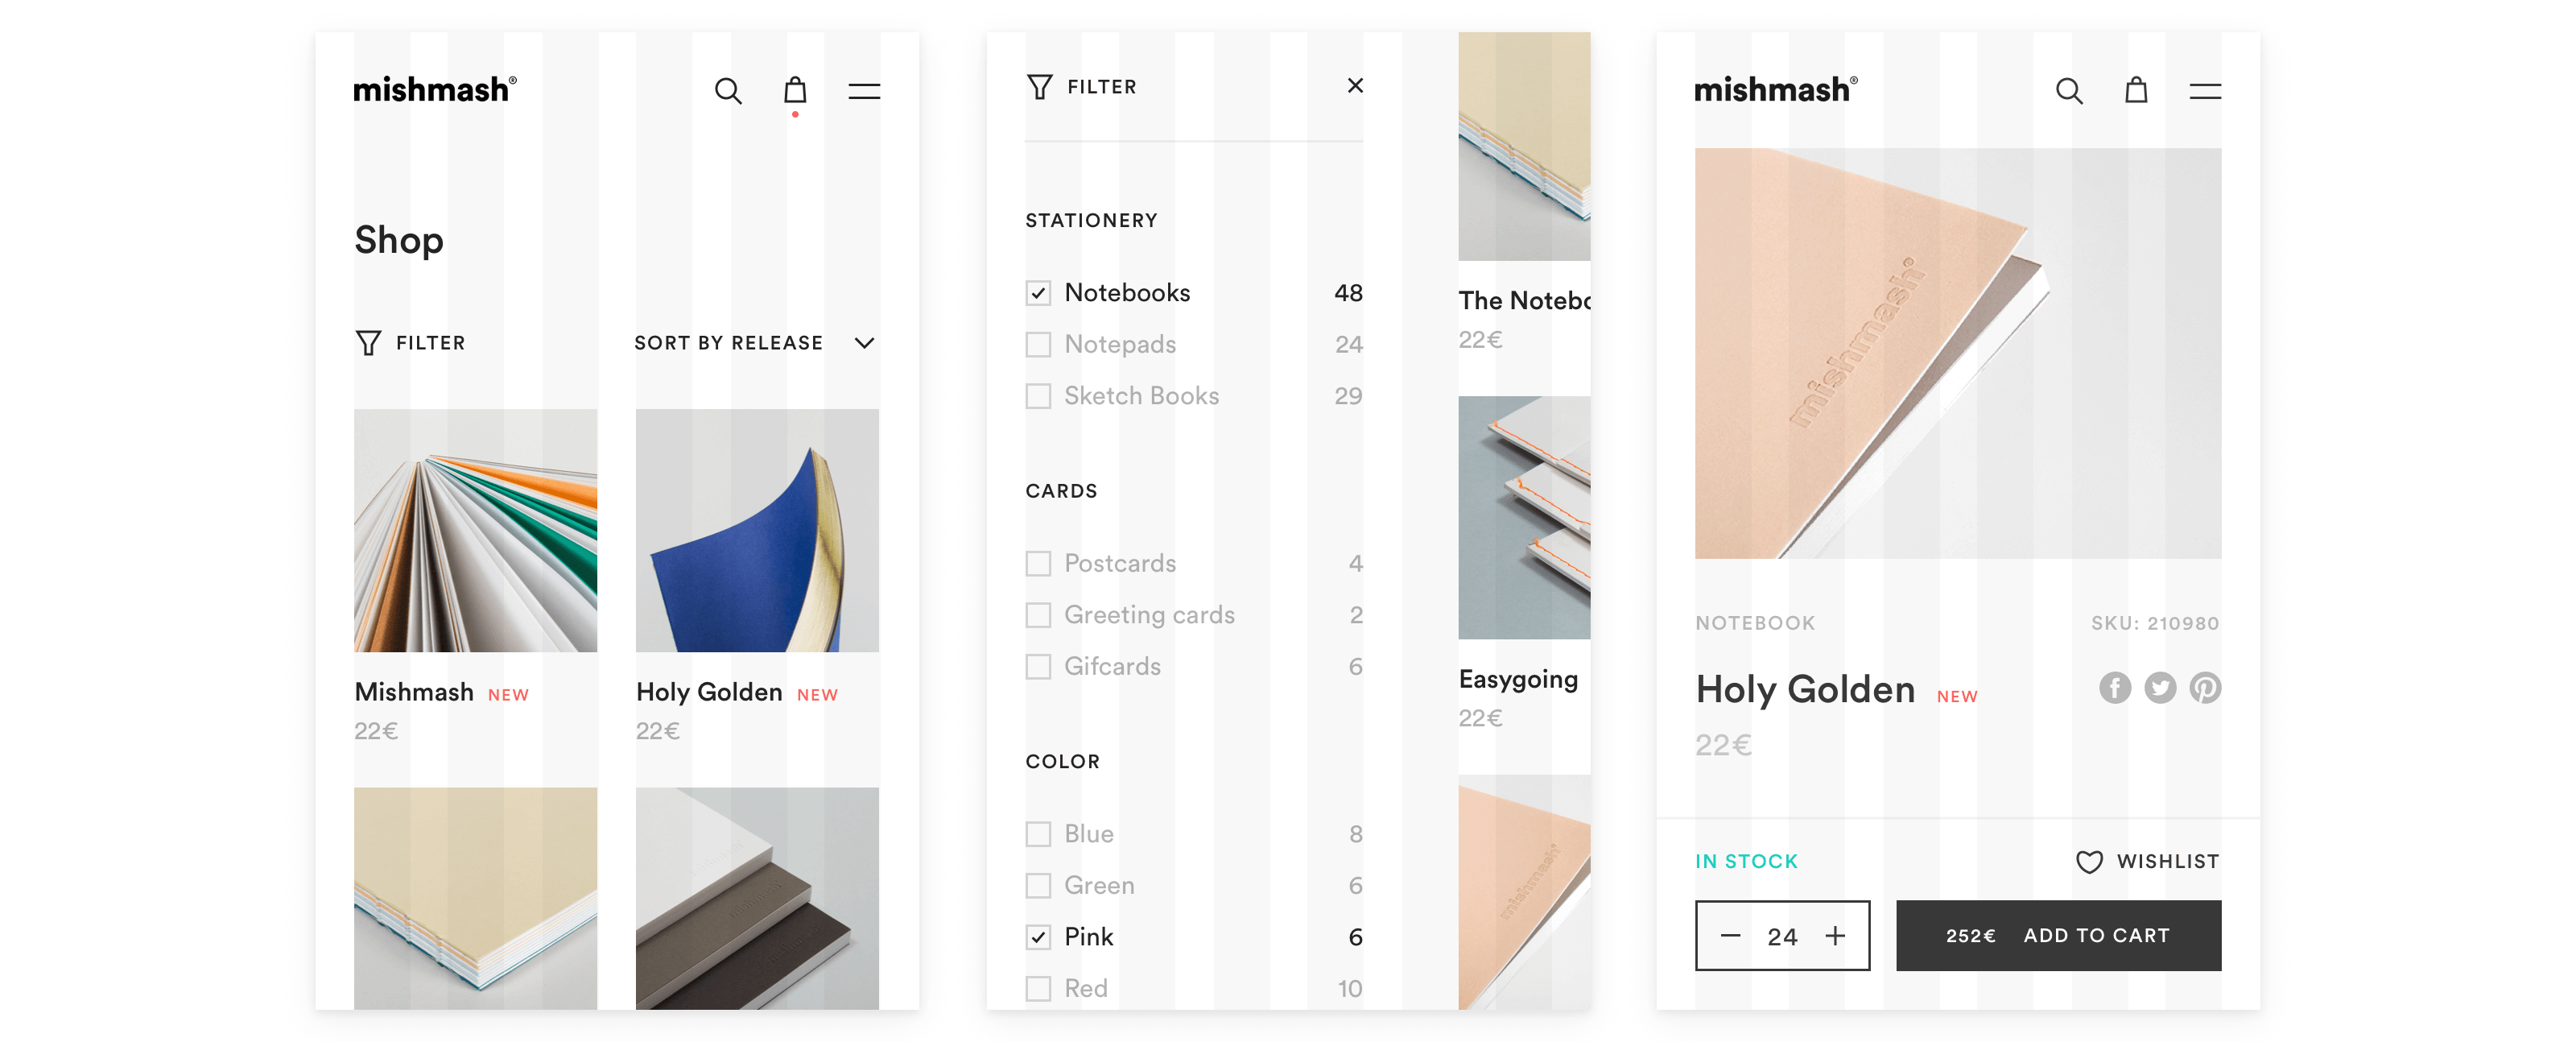 mishmash®
Shop
FILTER
SORT BY RELEASE
Mishmash NEW
22€
Holy Golden NEW
22€
FILTER
STATIONERY
Notebooks 48
Notepads 24
Sketch Books 29
CARDS
Postcards 4
Greeting cards 2
Gifcards 6
COLOR
Blue 8
Green 6
Pink 6
Red 10
The Notebo
22€
Easygoing
22€
mishmash
mishmash®
mishmash®
NOTEBOOK
SKU: 210980
Holy Golden NEW
22€
IN STOCK
WISHLIST
24
252€ ADD TO CART